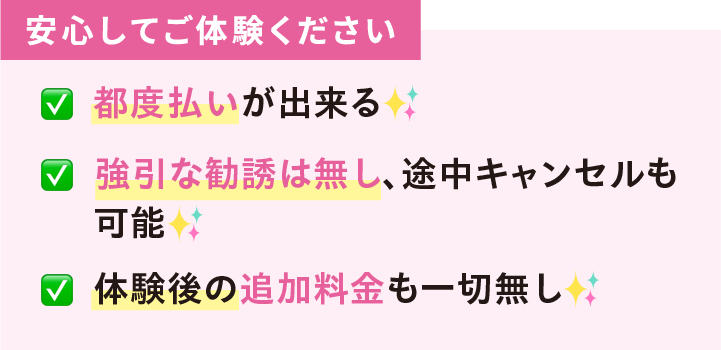 安心してご体験ください
✅ 都度払いが出来る✨
✅ 強引な勧誘は無し、途中キャンセルも
可能✨
✅ 体験後の追加料金も一切無し✨